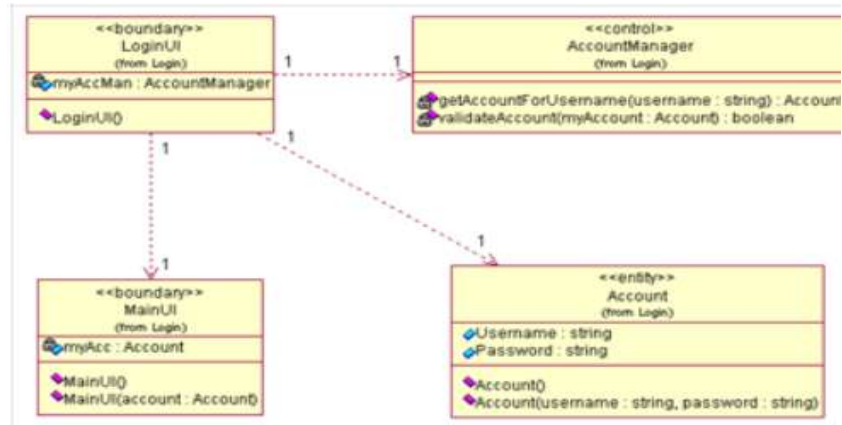 <<boundary>>
LoginUI
(from Login)
myAccMan : AccountManager
LoginUI()
<<control>>
AccountManager
(from Login)
getAccountForUsername(username : string) : Account
validateAccount(myAccount : Account) : boolean
1
1
1
1
1
1
<<boundary>>
MainUI
(from Login)
myAcc : Account
MainUI()
MainUI(account : Account)
<<entity>>
Account
(from Login)
Username : string
Password : string
Account()
Account(username : string, password : string)